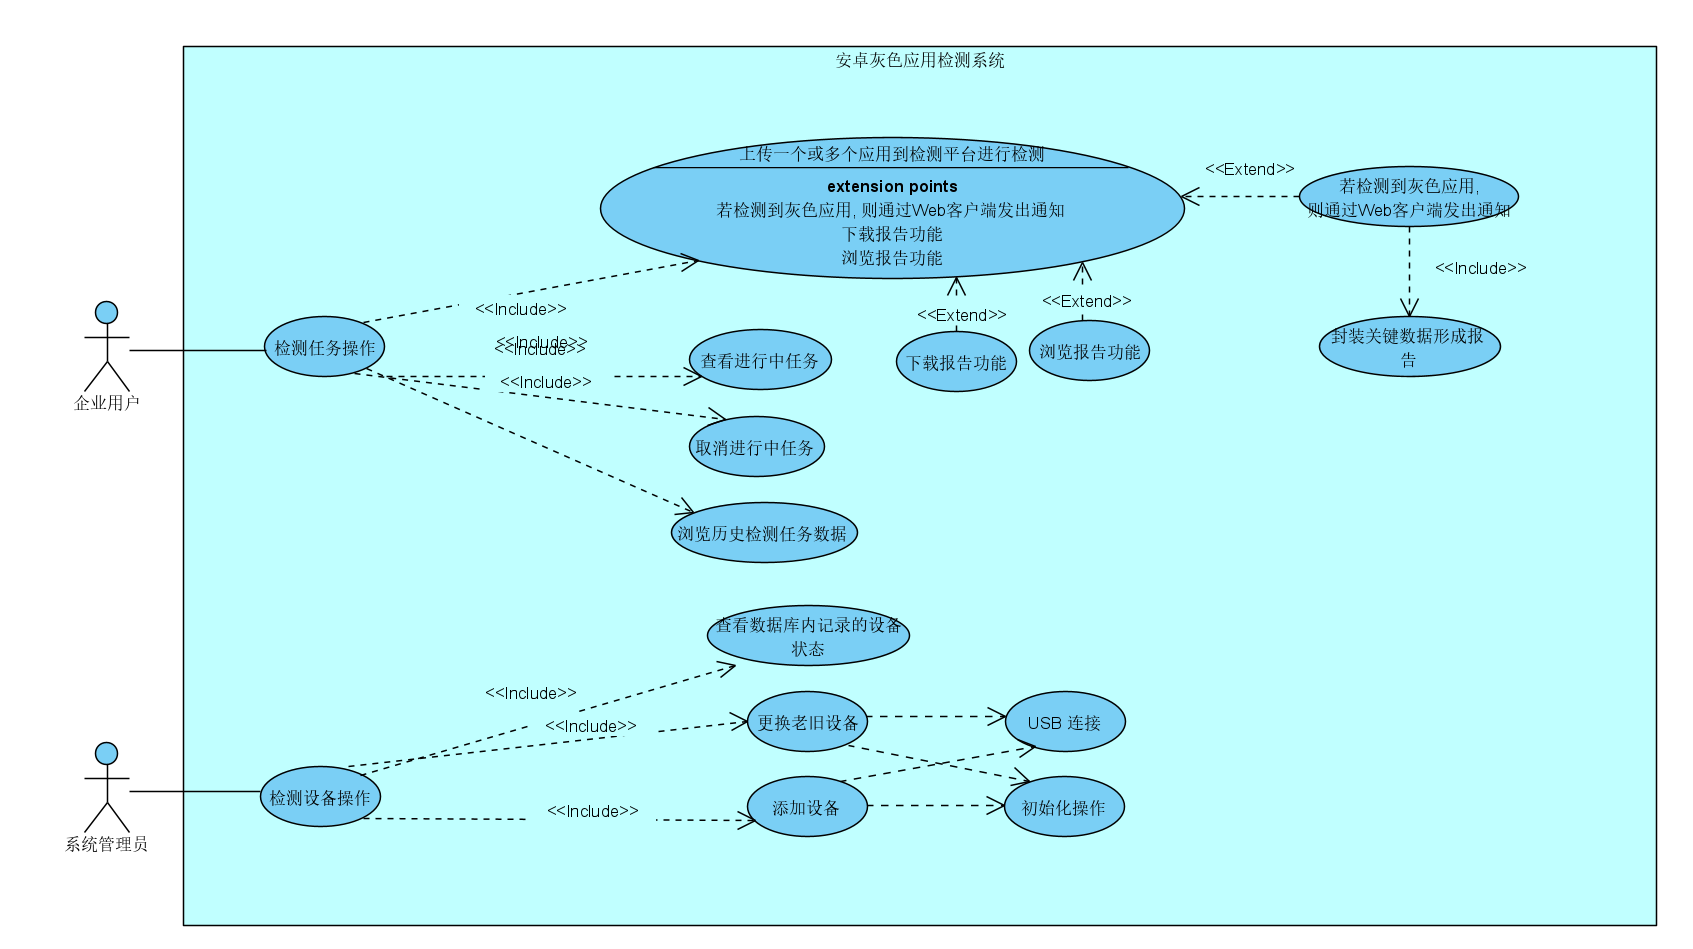 安卓灰色应用检测系统
上传一个或多个应用到检测平台进行检测
extension points
若检测到灰色应用, 则通过Web客户端发出通知
下载报告功能
浏览报告功能
<<Extend>>
若检测到灰色应用,
则通过Web客户端发出通知
<<Include>>
封装关键数据形成报
告
<<Extend>>
下载报告功能
<<Extend>>
浏览报告功能
企业用户
检测任务操作
<<Include>>
<<Include>>
<<Include>>
<<Include>>
查看进行中任务
取消进行中任务
浏览历史检测任务数据
查看数据库内记录的设备
状态
<<Include>>
<<Include>>
更换老旧设备
USB 连接
系统管理员
检测设备操作
<<Include>>
添加设备
初始化操作